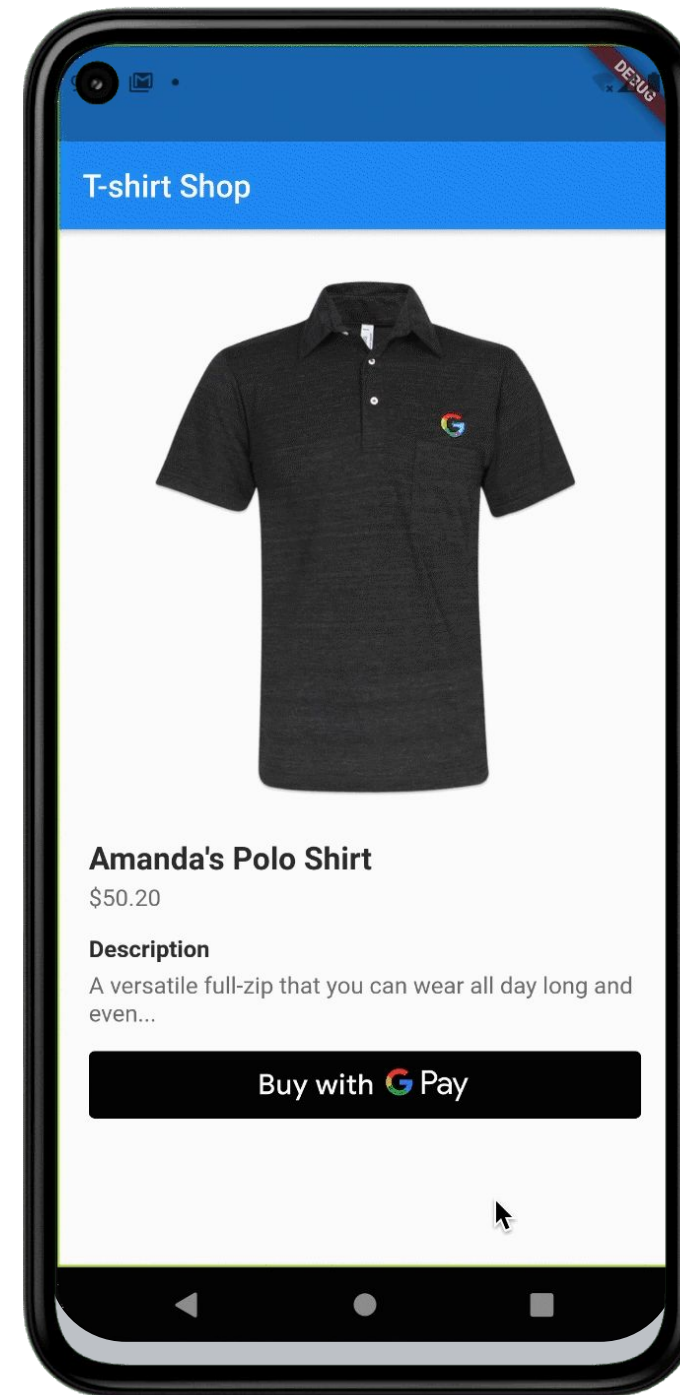 DEBUG
T-shirt Shop
Amanda's Polo Shirt
$50.20
Description
A versatile full-zip that you can wear all day long and
even...
Buy with G Pay